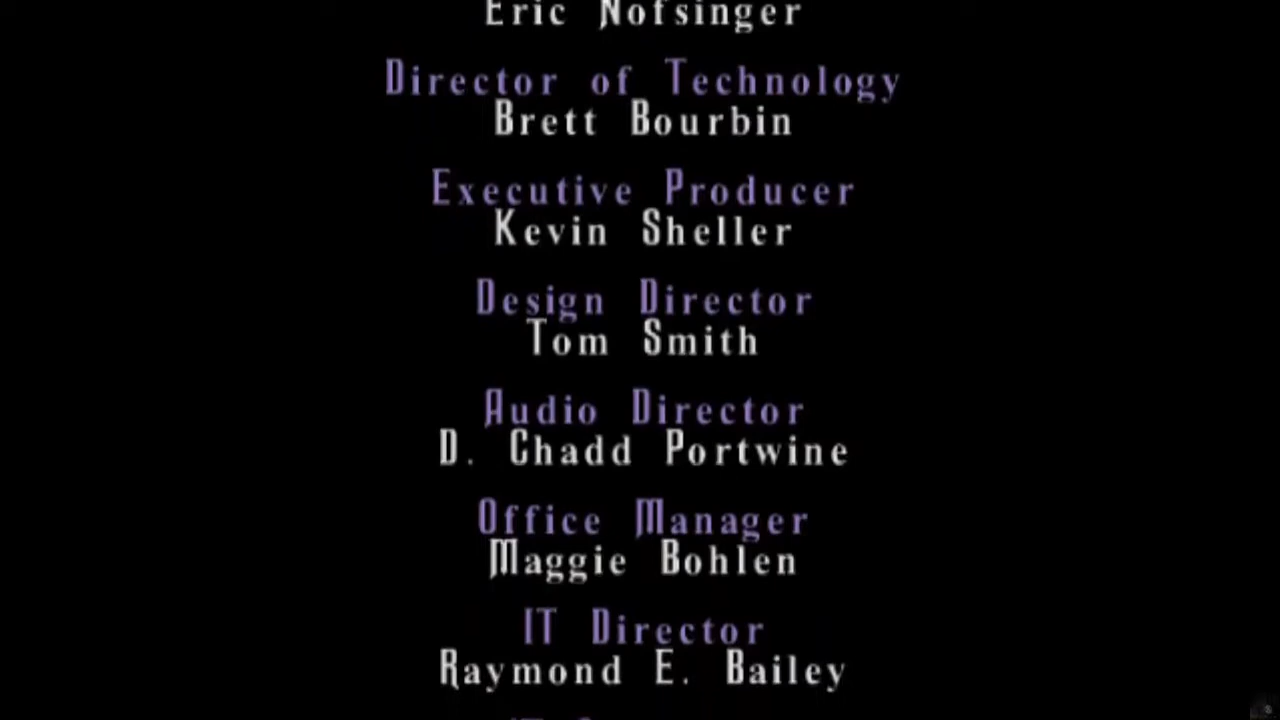 Eric Nofsinger
Director of Technology
Brett Bourbin
Executive Producer
Kevin Sheller
Design Director
Tom Smith
Audio Director
D. Chadd Portwine
Office Manager
Maggie Bohlen
IT Director
Raymond E. Bailey